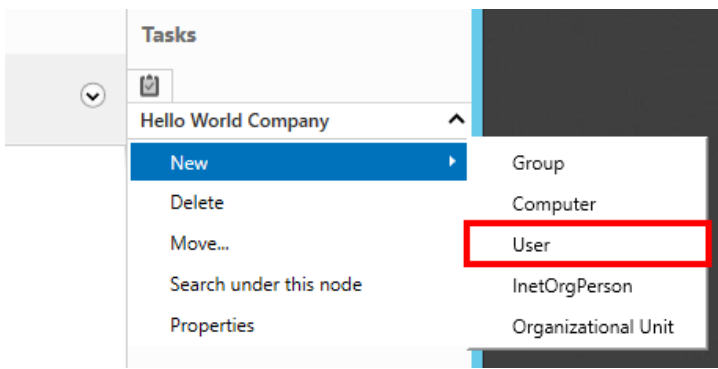 Tasks
Hello World Company
New
Delete
Move...
Search under this node
Properties
Group
Computer
User
InetOrgPerson
Organizational Unit